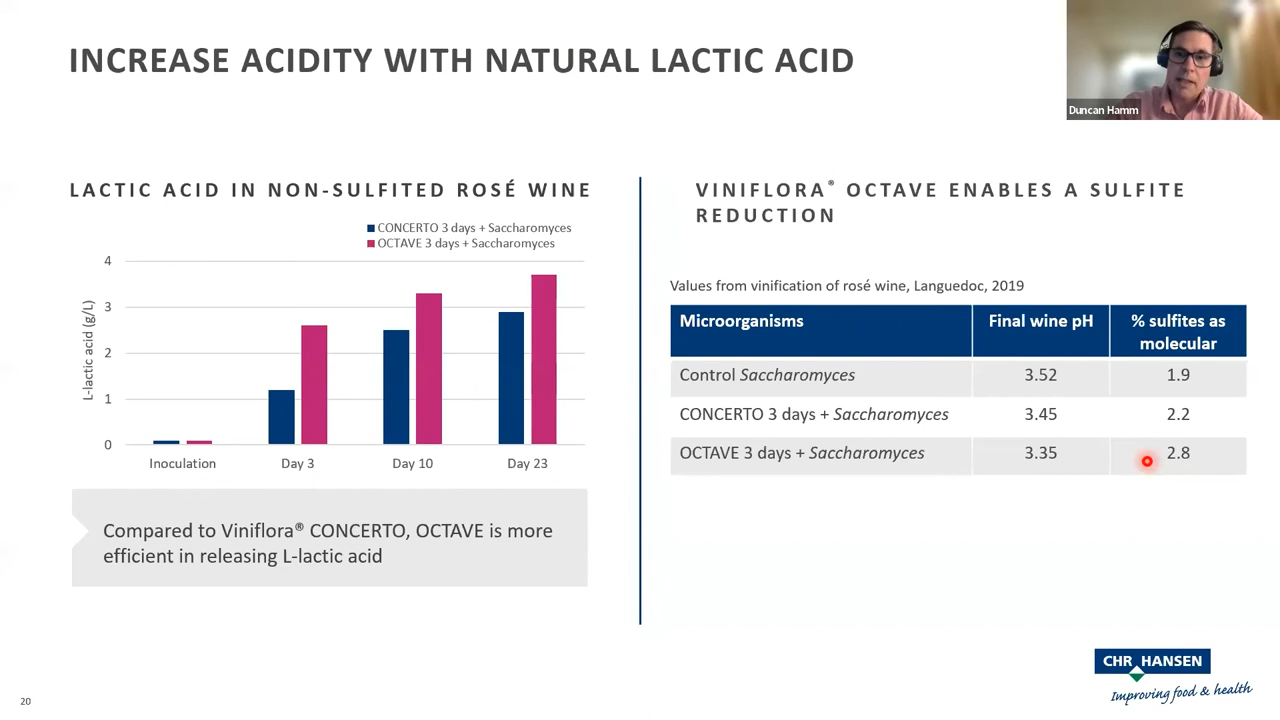 INCREASE ACIDITY WITH NATURAL LACTIC ACID
Duncan Hamm
LACTIC ACID IN NON-SULFITED ROSÉ WINE
CONCERTO 3 days + Saccharomyces
OCTAVE 3 days + Saccharomyces
L-lactic acid (g/L)
4
3
2
1
0
Inoculation Day 3 Day 10 Day 23
Compared to Viniflora® CONCERTO, OCTAVE is more
efficient in releasing L-lactic acid
VINIFLORA® OCTAVE ENABLES A SULFITE
REDUCTION
Values from vinification of rosé wine, Languedoc, 2019
Microorganisms Final wine pH % sulfites as
molecular
Control Saccharomyces 3.52 1.9
CONCERTO 3 days + Saccharomyces 3.45 2.2
OCTAVE 3 days + Saccharomyces 3.35 2.8
CHR HANSEN
Improving food & health
20